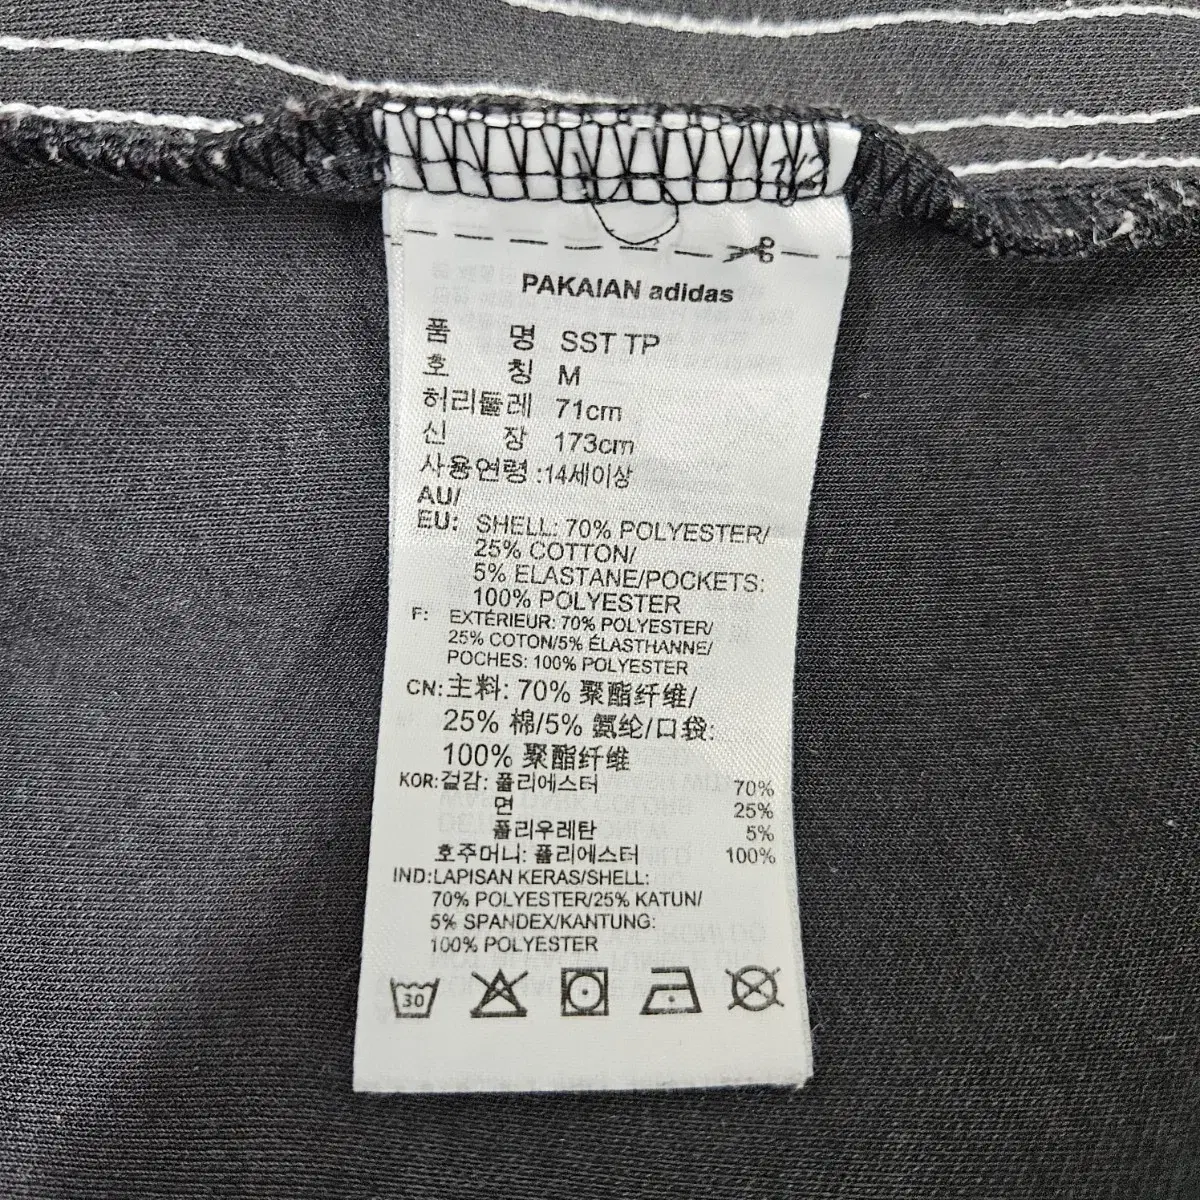 1/2
PAKAIAN adidas
품 명 SST TP
호 칭 M
허리둘레 71cm
신 장 173cm
사용연령 :14세이상
AU/
EU: SHELL: 70% POLYESTER/
25% COTTON/
5% ELASTANE/POCKETS:
100% POLYESTER
F: EXTÉRIEUR: 70% POLYESTER/
25% COTON/5% ÉLASTHANNE/
POCHES: 100% POLYESTER
CN:主料: 70% 聚酯纤维/
25% 棉/5% 氨纶/口袋:
100% 聚酯纤维
KOR:겉감: 폴리에스터 70%
면 25%
폴리우레탄 5%
호주머니: 폴리에스터 100%
IND:LAPISAN KERAS/SHELL:
70% POLYESTER/25% KATUN/
5% SPANDEX/KANTUNG:
100% POLYESTER
30